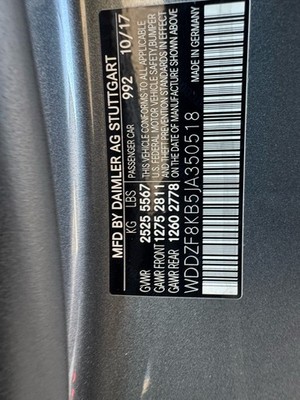 MFD BY DAIMLER AG STUTTGART
PASSENGER CAR 992 10/17
KG LBS
GVWR 2525 5567
GAWR FRONT 1275 2811
GAWR REAR 1260 2778
THIS VEHICLE CONFORMS TO ALL APPLICABLE
U.S. FEDERAL MOTOR VEHICLE SAFETY, BUMPER
AND THEFT PREVENTION STANDARDS IN EFFECT
ON THE DATE OF MANUFACTURE SHOWN ABOVE
WDDZF8KB5JA350518
MADE IN GERMANY